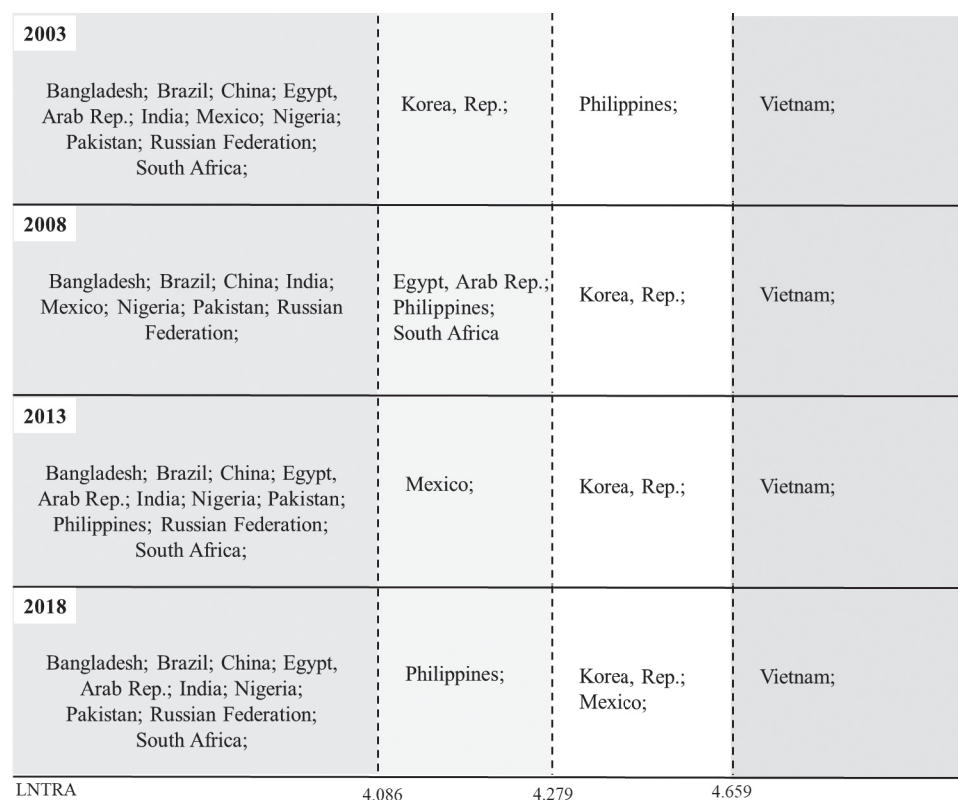 2003
Bangladesh; Brazil; China; Egypt,
Arab Rep.; India; Mexico; Nigeria;
Pakistan; Russian Federation;
South Africa;
Korea, Rep.;
Philippines;
Vietnam;
2008
Bangladesh; Brazil; China; India;
Mexico; Nigeria; Pakistan; Russian
Federation;
Egypt, Arab Rep.;
Philippines;
South Africa
Korea, Rep.;
Vietnam;
2013
Bangladesh; Brazil; China; Egypt,
Arab Rep.; India; Nigeria; Pakistan;
Philippines; Russian Federation;
South Africa;
Mexico;
Korea, Rep.;
Vietnam;
2018
Bangladesh; Brazil; China; Egypt,
Arab Rep.; India; Nigeria;
Pakistan; Russian Federation;
South Africa;
Philippines;
Korea, Rep.;
Mexico;
Vietnam;
LNTRA 4.086 4.279 4.659